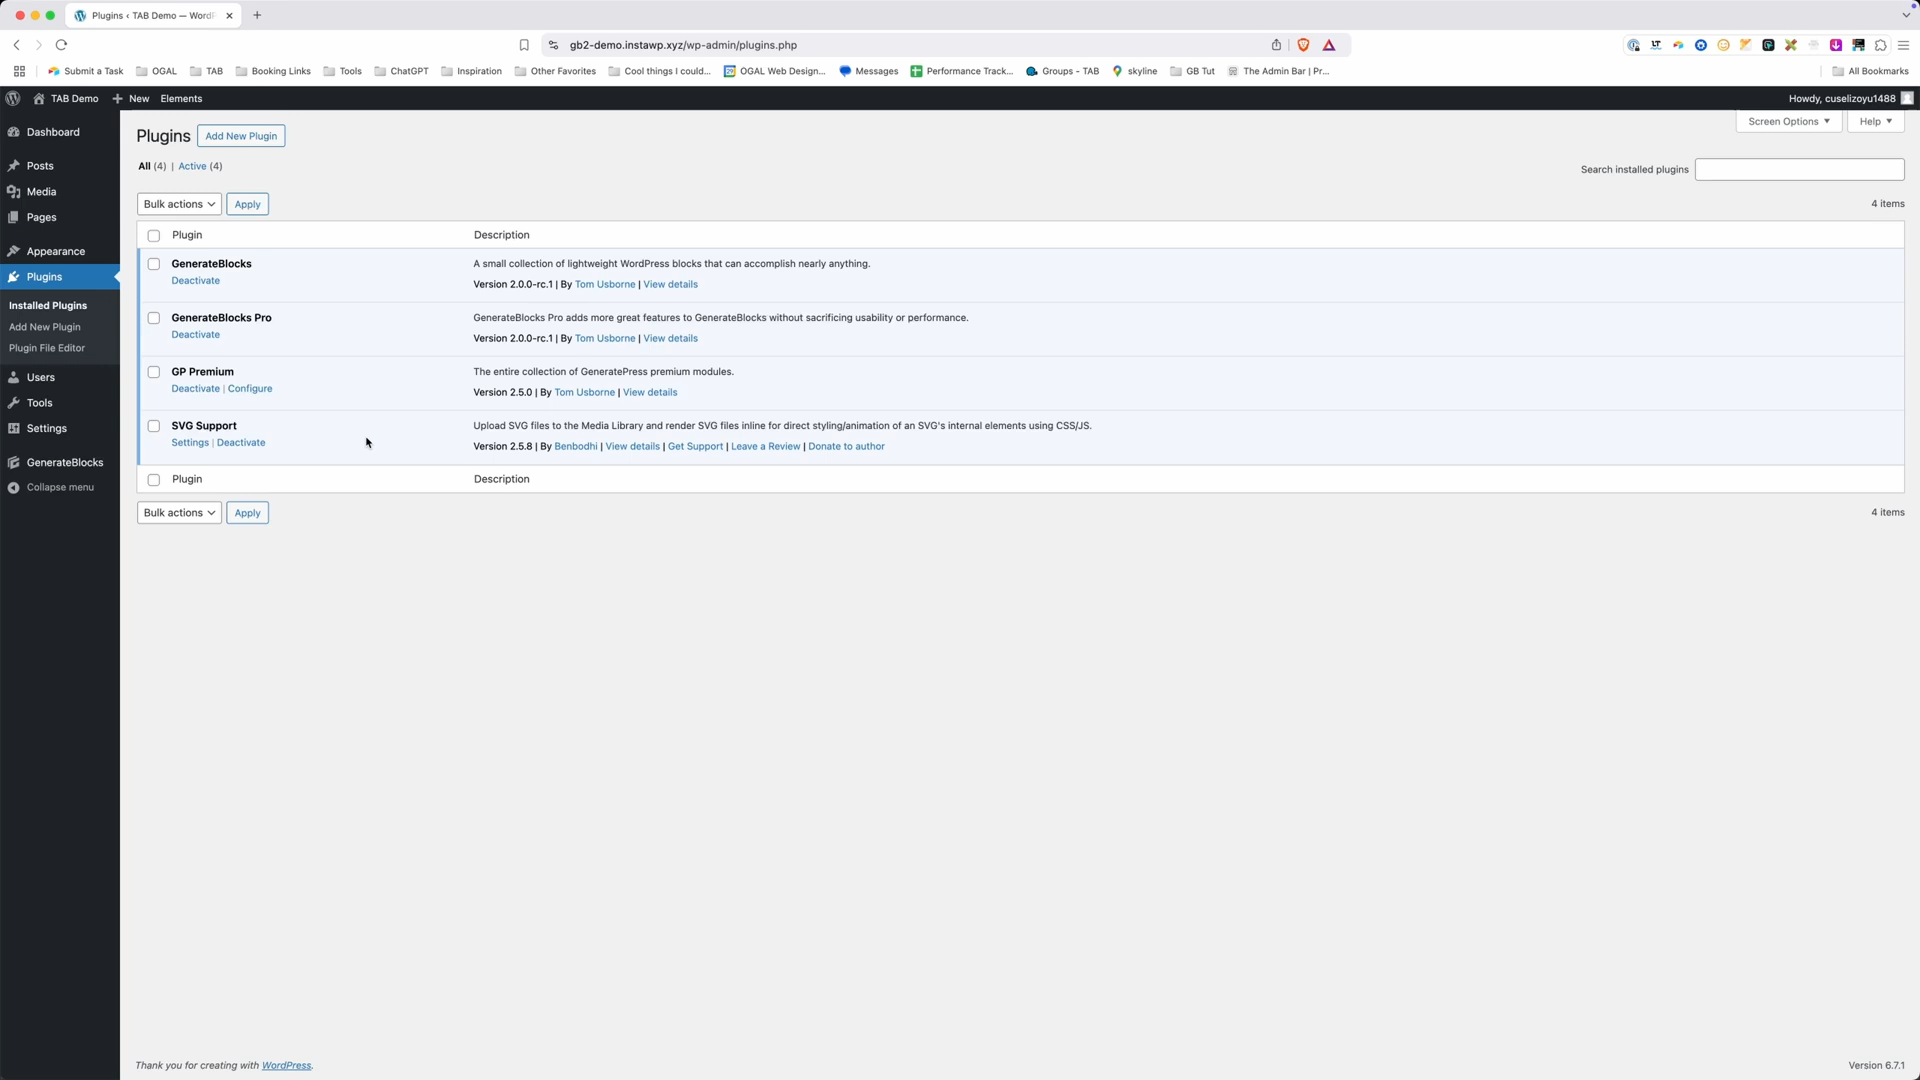 Plugins ‹ TAB Demo — WordP
gb2-demo.instawp.xyz/wp-admin/plugins.php
Submit a Task OGAL TAB Booking Links Tools ChatGPT Inspiration Other Favorites Cool things I could... OGAL Web Design... Messages Performance Track... Groups - TAB skyline GB Tut The Admin Bar | Pr... All Bookmarks
TAB Demo New Elements Howdy, cuselizoyu1488
Dashboard
Posts
Media
Pages
Appearance
Plugins
Installed Plugins
Add New Plugin
Plugin File Editor
Users
Tools
Settings
GenerateBlocks
Collapse menu
Screen Options Help
Plugins Add New Plugin
All (4) | Active (4)
Search installed plugins
Bulk actions Apply 4 items
Plugin Description
GenerateBlocks A small collection of lightweight WordPress blocks that can accomplish nearly anything.
Deactivate Version 2.0.0-rc.1 | By Tom Usborne | View details
GenerateBlocks Pro GenerateBlocks Pro adds more great features to GenerateBlocks without sacrificing usability or performance.
Deactivate Version 2.0.0-rc.1 | By Tom Usborne | View details
GP Premium The entire collection of GeneratePress premium modules.
Deactivate | Configure Version 2.5.0 | By Tom Usborne | View details
SVG Support Upload SVG files to the Media Library and render SVG files inline for direct styling/animation of an SVG's internal elements using CSS/JS.
Settings | Deactivate Version 2.5.8 | By Benbodhi | View details | Get Support | Leave a Review | Donate to author
Plugin Description
Bulk actions Apply 4 items
Thank you for creating with WordPress. Version 6.7.1